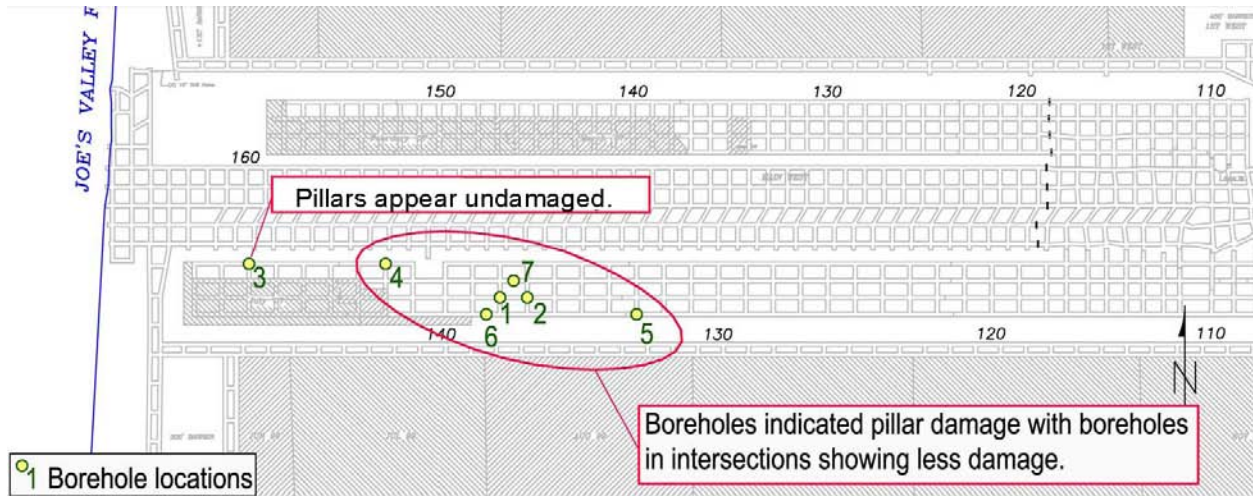 JOE'S VALLEY F
150
140
130
120
110
160
Pillars appear undamaged.
3
4
7
1
2
6
5
140
130
120
110
N
Boreholes indicated pillar damage with boreholes
in intersections showing less damage.
1 Borehole locations